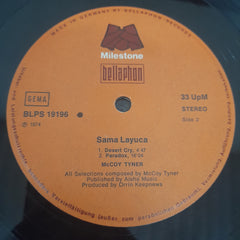 MADE IN GERMANY BY BELLAPHON
Milestone
bellaphon
GEMA
BLPS 19196
℗ 1974
33 UpM
STEREO
Side 2
Sama Layuca
1. Desert Cry, 4:47
2. Paradox, 16:04
McCOY TYNER
All Selections composed by McCoy Tyner
Published by Aisha Music
Produced by Orrin Keepnews